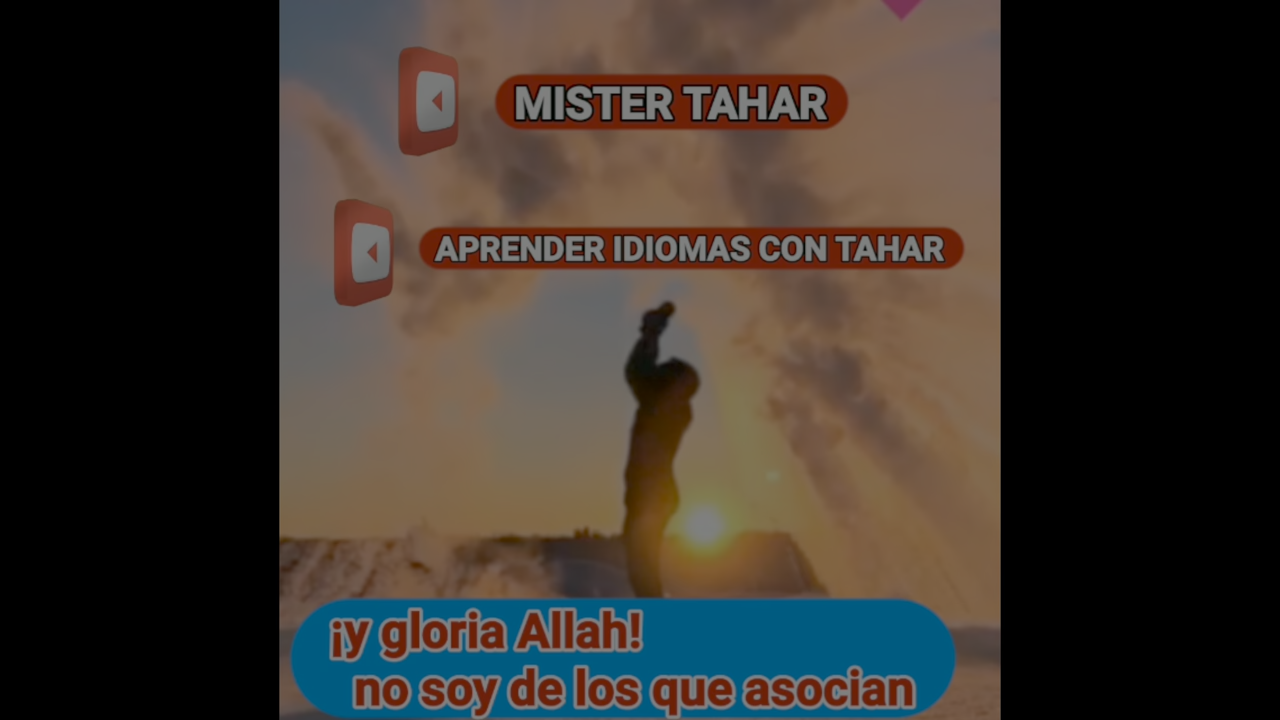 MISTER TAHAR
APRENDER IDIOMAS CON TAHAR
¡y gloria Allah!
no soy de los que asocian